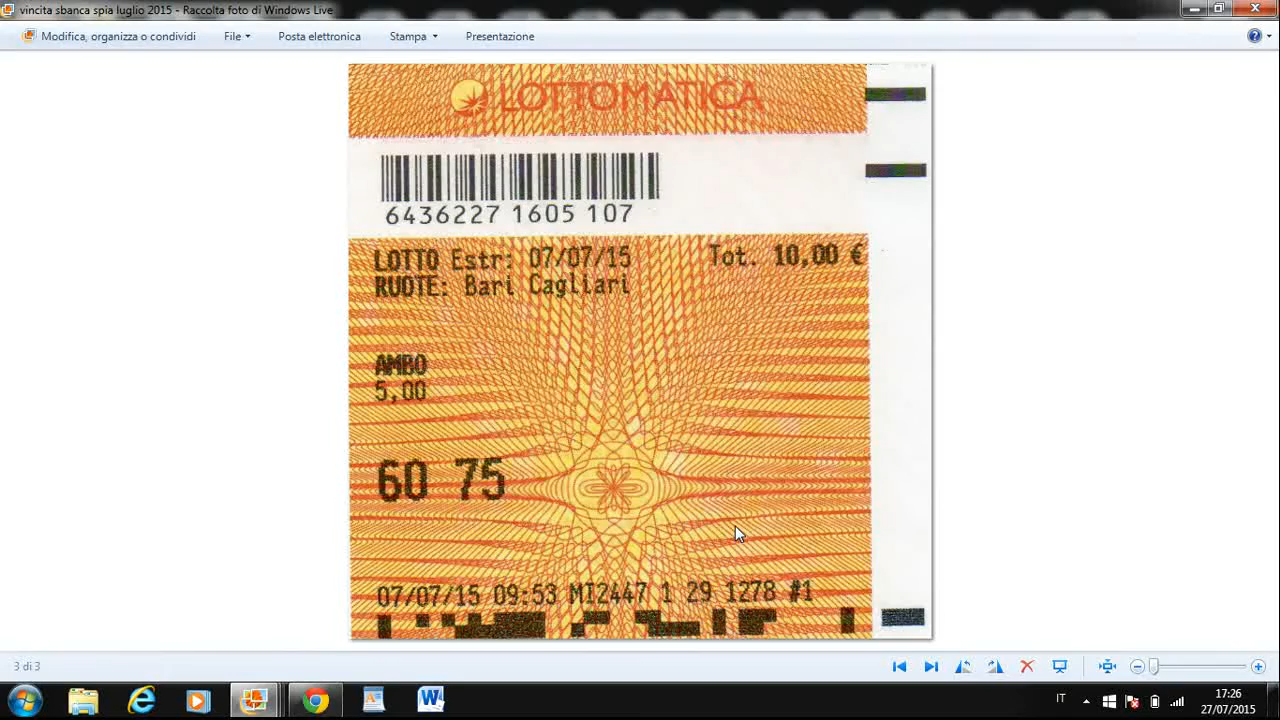 vincita sbanca spia luglio 2015 - Raccolta foto di Windows Live
Modifica, organizza o condividi File Posta elettronica Stampa Presentazione
LOTTOMATICA
6436227 1605 107
LOTTO Estr: 07/07/15 Tot. 10,00 €
RUOTE: Bari Cagliari
AMBO
5,00
60 75
07/07/15 09:53 MI2447 1 29 1278 #1
3 di 3
IT 17:26
27/07/2015